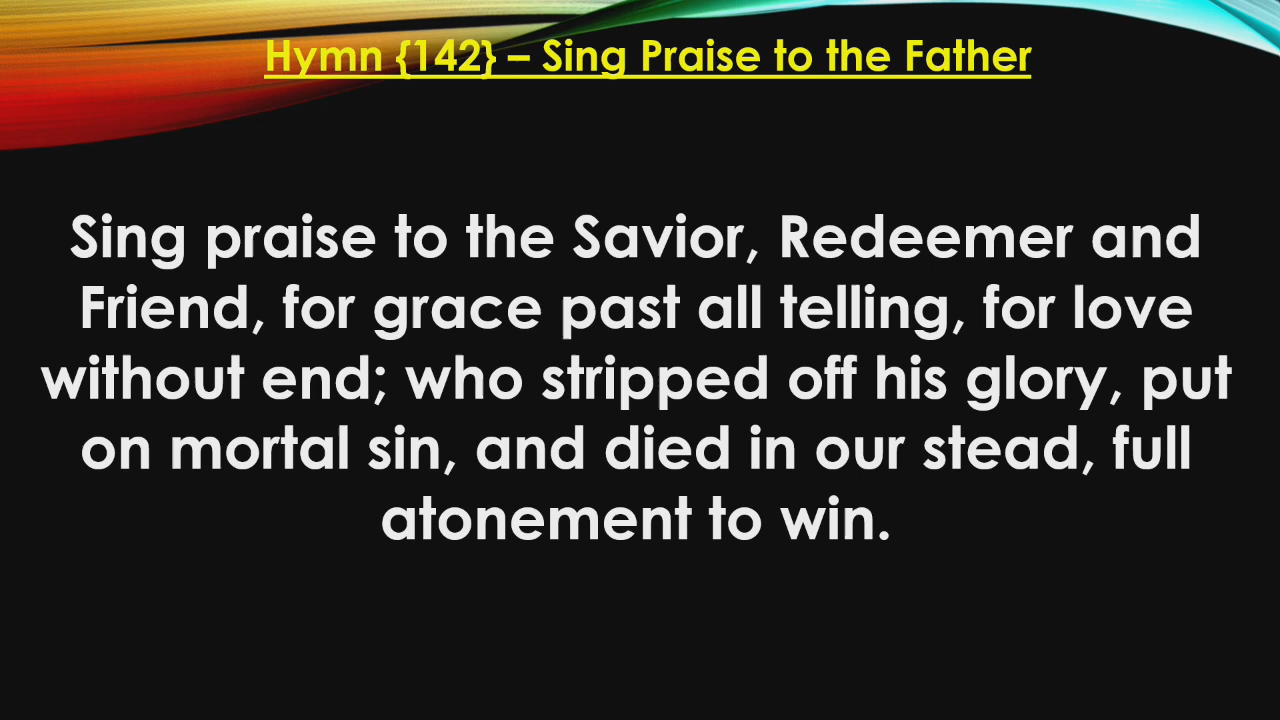 Hymn {142} – Sing Praise to the Father
Sing praise to the Savior, Redeemer and
Friend, for grace past all telling, for love
without end; who stripped off his glory, put
on mortal sin, and died in our stead, full
atonement to win.